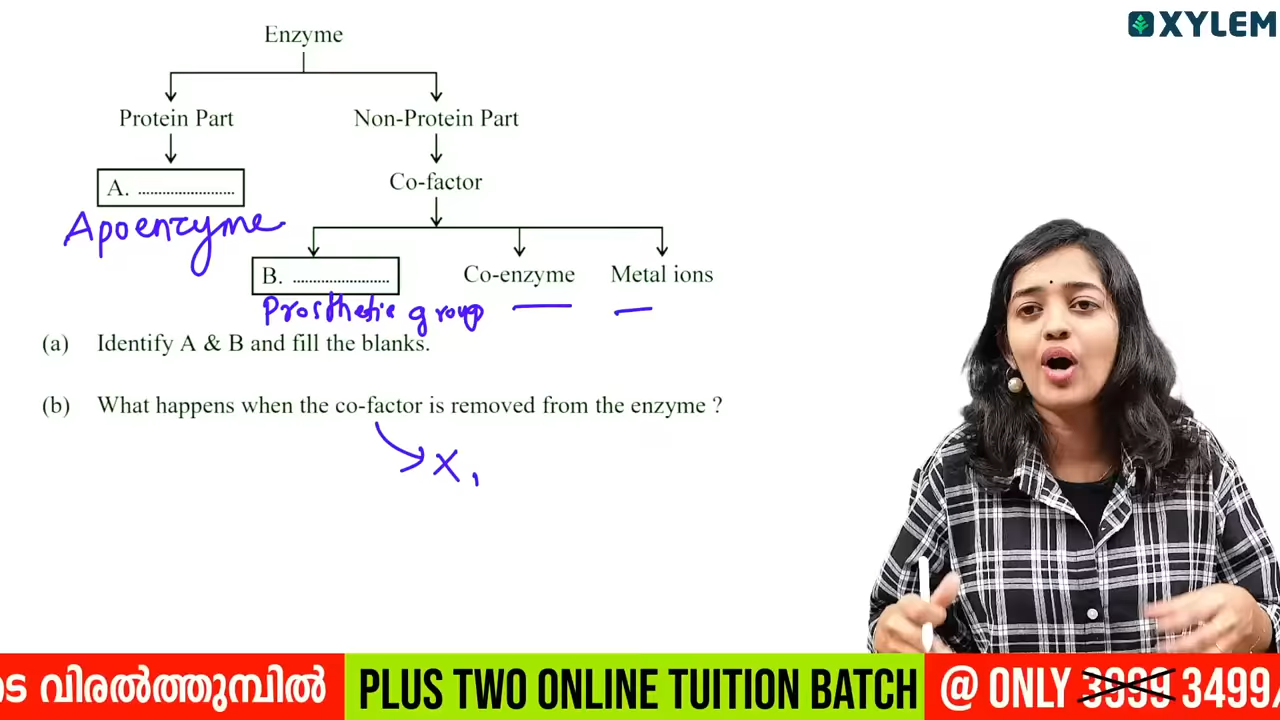 XYLEM
Enzyme
Protein Part
Non-Protein Part
A. ........................
Co-factor
Apoenzyme
B. ........................
Co-enzyme
Metal ions
Prosthetic group
(a) Identify A & B and fill the blanks.
(b) What happens when the co-factor is removed from the enzyme ?
X,
വിരൽത്തുമ്പിൽ
PLUS TWO ONLINE TUITION BATCH
@ ONLY 3999 3499/